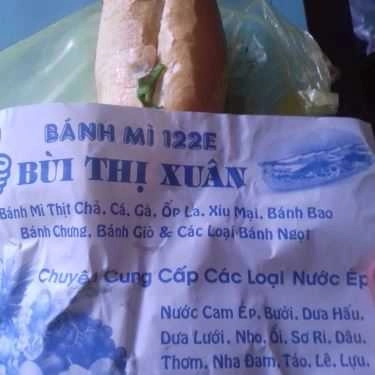 BÁNH MÌ 122E
BÙI THỊ XUÂN
Bánh Mì Thịt Chả, Cá, Gà, Ốp La, Xíu Mại, Bánh Bao
Bánh Chưng, Bánh Giò & Các Loại Bánh Ngọt
Chuyên Cung Cấp Các Loại Nước Ép
Nước Cam Ép, Bưởi, Dưa Hấu,
Dưa Lưới, Nho, Ổi, Sơ Ri, Dâu,
Thơm, Nha Đam, Táo, Lê, Lựu,